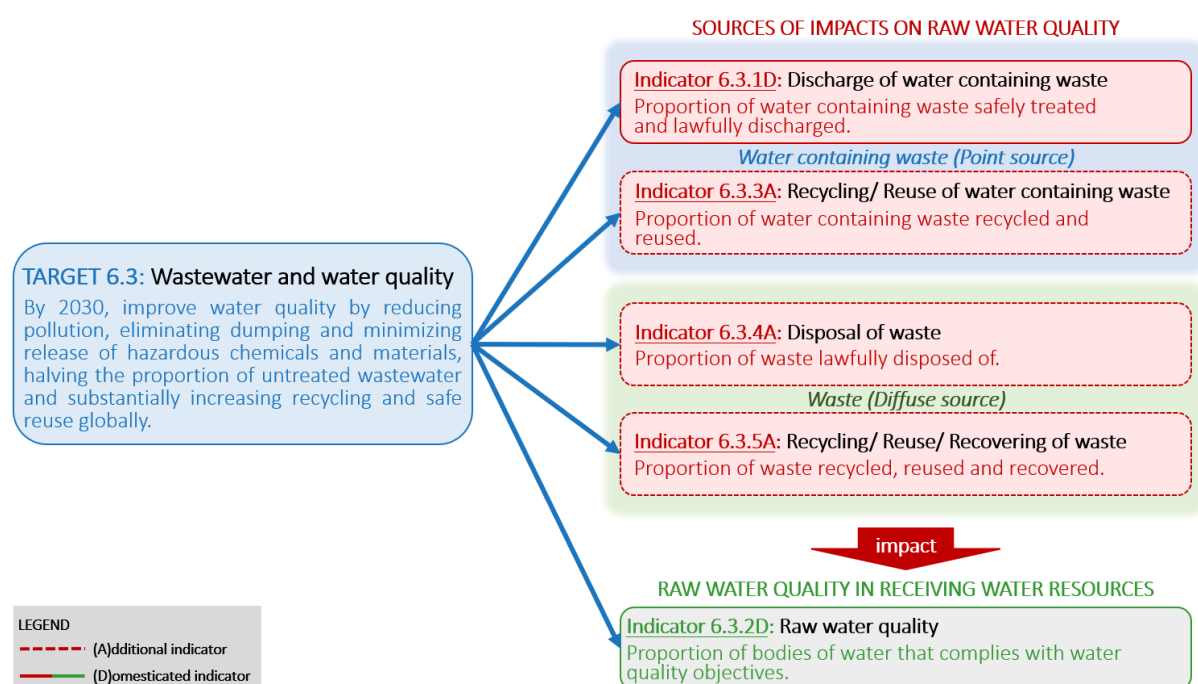 SOURCES OF IMPACTS ON RAW WATER QUALITY
Indicator 6.3.1D: Discharge of water containing waste
Proportion of water containing waste safely treated
and lawfully discharged.
Water containing waste (Point source)
Indicator 6.3.3A: Recycling/ Reuse of water containing waste
Proportion of water containing waste recycled and
reused.
TARGET 6.3: Wastewater and water quality
By 2030, improve water quality by reducing
pollution, eliminating dumping and minimizing
release of hazardous chemicals and materials,
halving the proportion of untreated wastewater
and substantially increasing recycling and safe
reuse globally.
Indicator 6.3.4A: Disposal of waste
Proportion of waste lawfully disposed of.
Waste (Diffuse source)
Indicator 6.3.5A: Recycling/ Reuse/ Recovering of waste
Proportion of waste recycled, reused and recovered.
impact
RAW WATER QUALITY IN RECEIVING WATER RESOURCES
Indicator 6.3.2D: Raw water quality
Proportion of bodies of water that complies with water
quality objectives.
LEGEND
(A)dditional indicator
(D)omesticated indicator